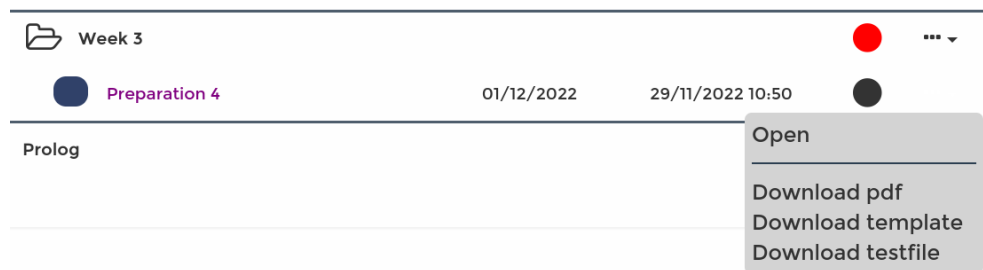 Week 3
Preparation 4 01/12/2022 29/11/2022 10:50
Prolog
Open
Download pdf
Download template
Download testfile